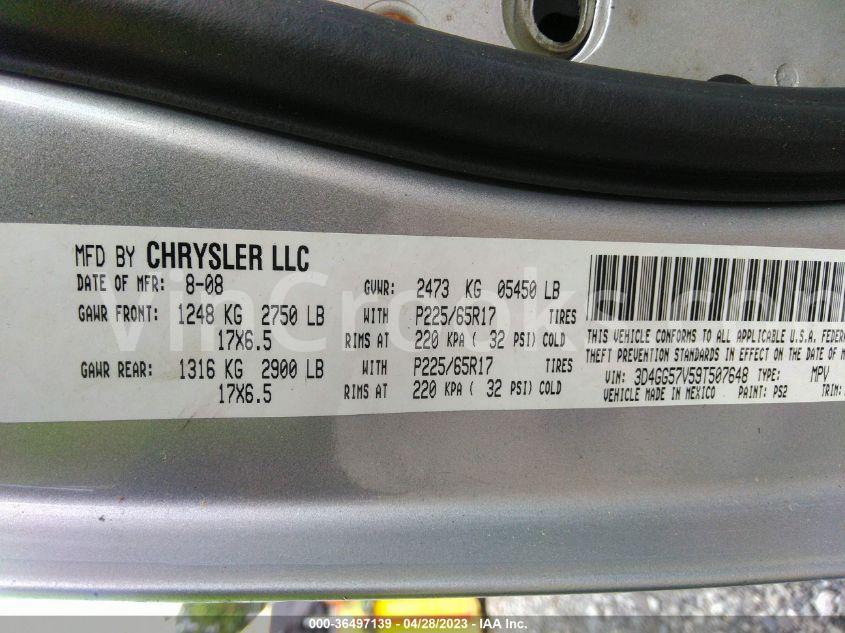 MFD BY CHRYSLER LLC
DATE OF MFR: 8-08 GVWR: 2473 KG 05450 LB
GAWR FRONT: 1248 KG 2750 LB WITH P225/65R17 TIRES
17X6.5 RIMS AT 220 KPA ( 32 PSI) COLD
GAWR REAR: 1316 KG 2900 LB WITH P225/65R17 TIRES
17X6.5 RIMS AT 220 KPA ( 32 PSI) COLD
THIS VEHICLE CONFORMS TO ALL APPLICABLE U.S.A. FEDER
THEFT PREVENTION STANDARDS IN EFFECT ON THE DATE
VIN: 3D4GG57V59T507648 TYPE: MPV
VEHICLE MADE IN MEXICO PAINT: PS2 TRIM:
VinCrooks.com
000-36497139 - 04/28/2023 - IAA Inc.